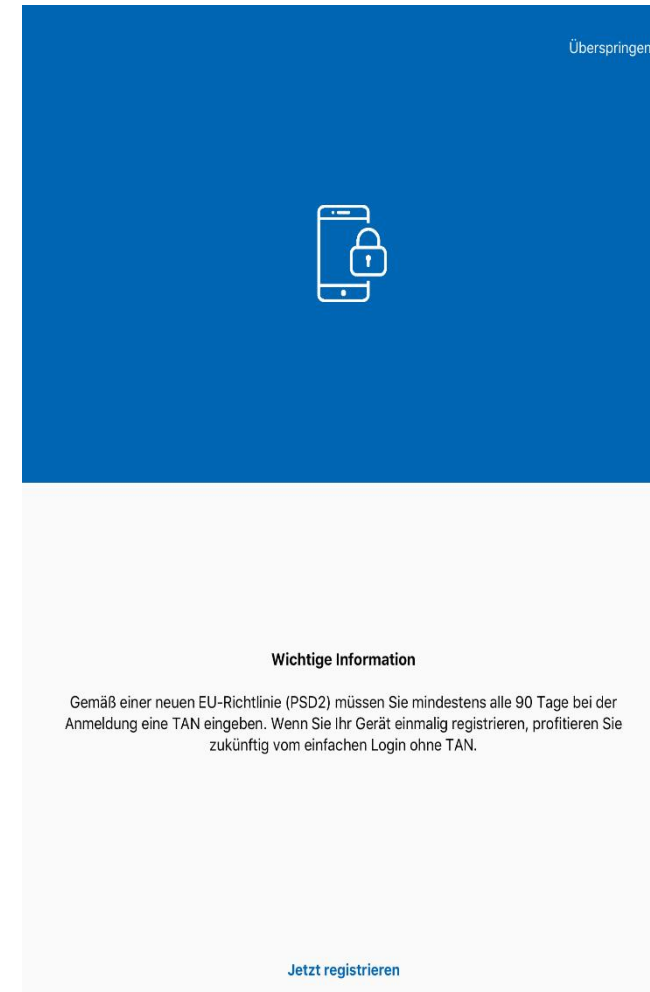 Überspringen
Wichtige Information
Gemäß einer neuen EU-Richtlinie (PSD2) müssen Sie mindestens alle 90 Tage bei der
Anmeldung eine TAN eingeben. Wenn Sie Ihr Gerät einmalig registrieren, profitieren Sie
zukünftig vom einfachen Login ohne TAN.
Jetzt registrieren